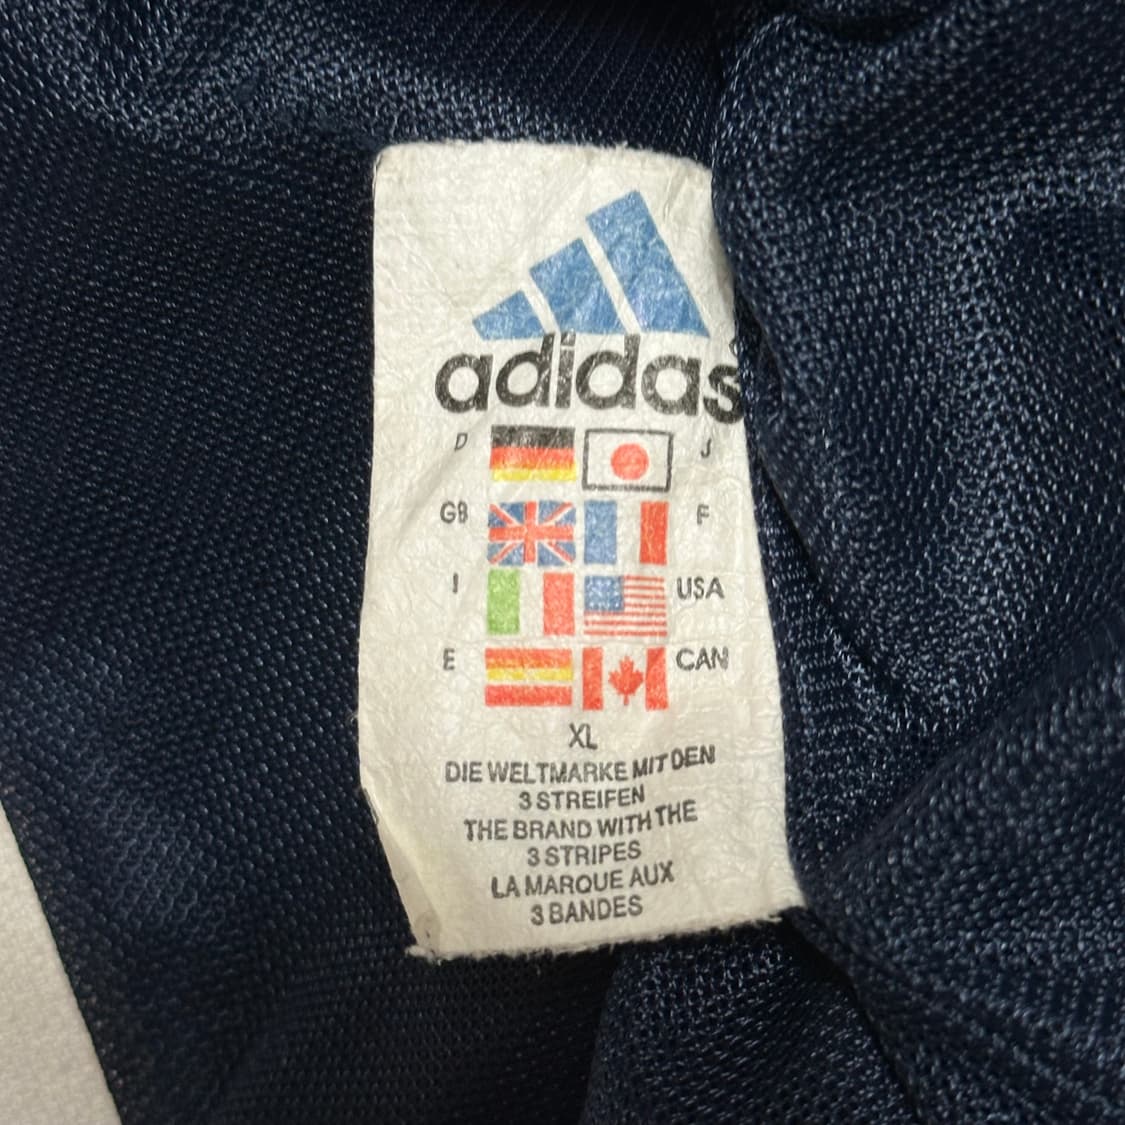 adidas
D J
GB F
I USA
E CAN
XL
DIE WELTMARKE MIT DEN
3 STREIFEN
THE BRAND WITH THE
3 STRIPES
LA MARQUE AUX
3 BANDES